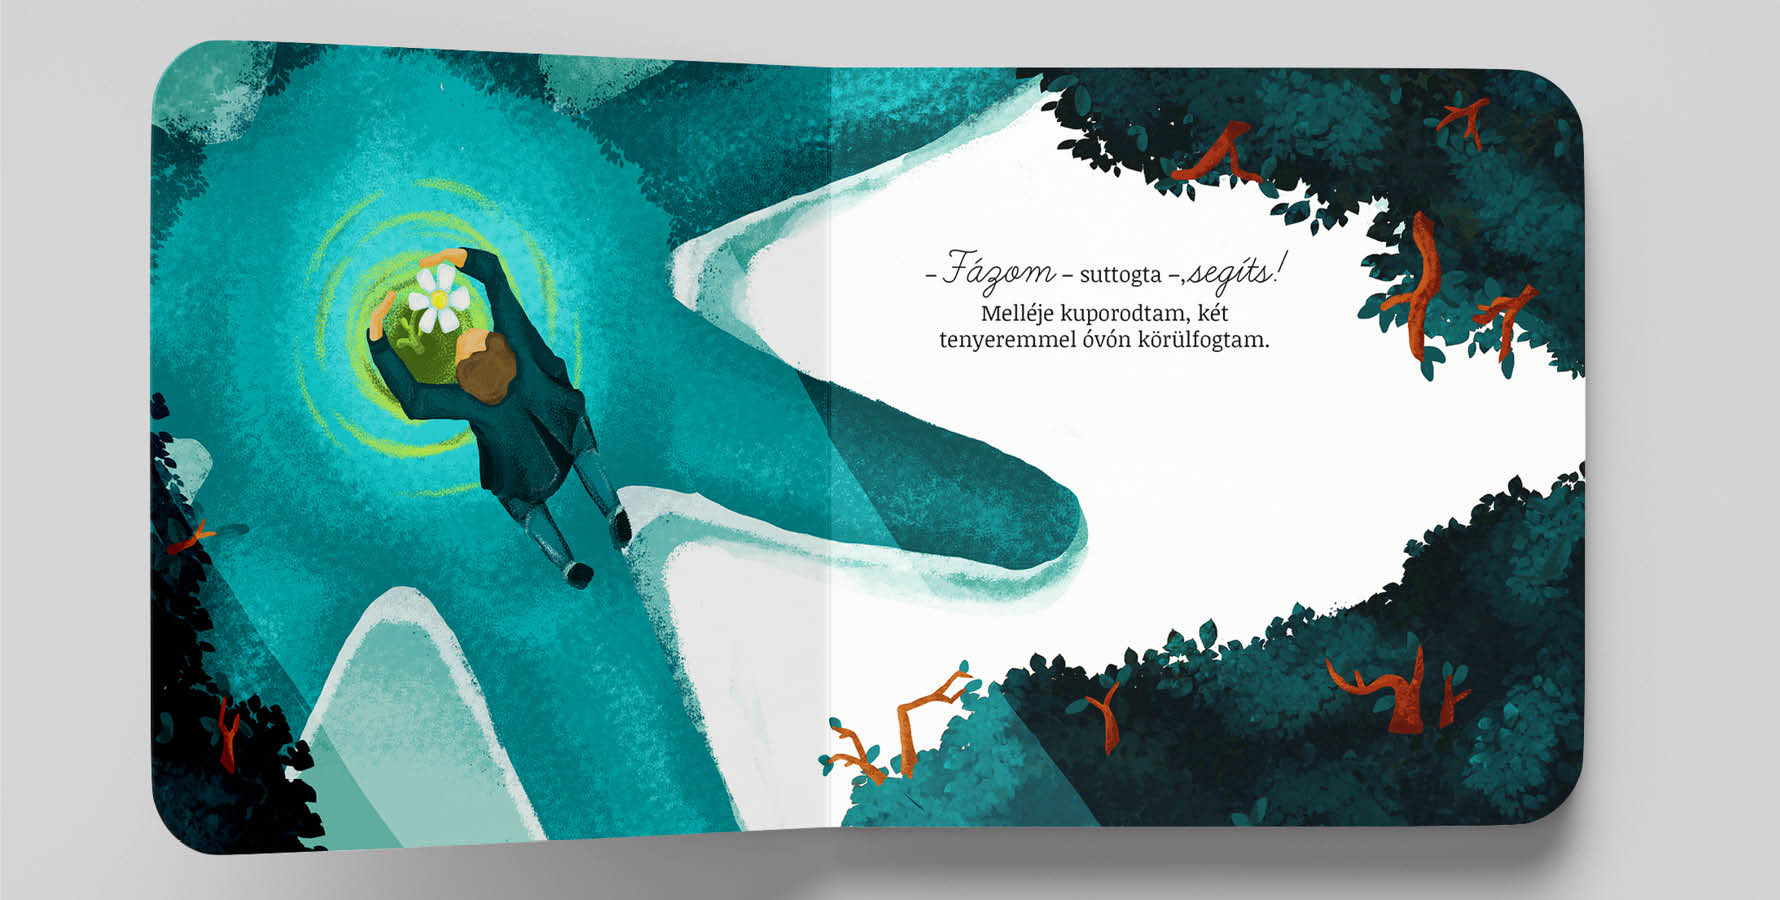 – Fázom – suttogta –, segíts!
Melléje kuporodtam, két
tenyeremmel óvón körülfogtam.